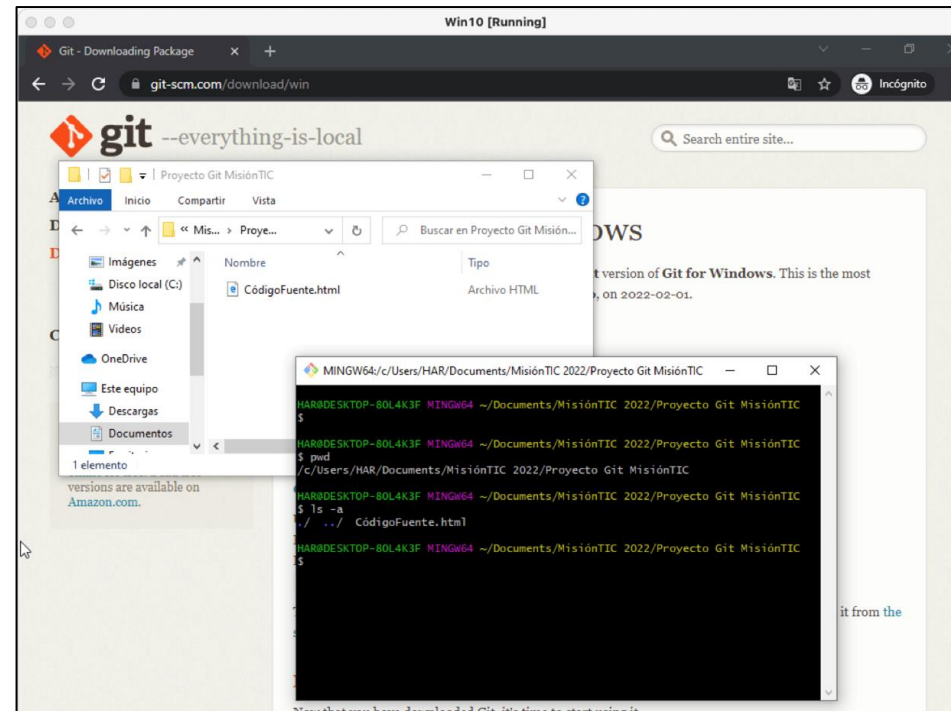 Win10 [Running]
Git - Downloading Package
git-scm.com/download/win
Incógnito
git --everything-is-local
Search entire site...
Proyecto Git MisiónTIC
Archivo Inicio Compartir Vista
« Mis... › Proye...
Buscar en Proyecto Git Misión...
Imágenes
Disco local (C:)
Música
Videos
OneDrive
Este equipo
Descargas
Documentos
Nombre Tipo
CódigoFuente.html Archivo HTML
1 elemento
version of Git for Windows. This is the most
, on 2022-02-01.
versions are available on
Amazon.com.
MINGW64:/c/Users/HAR/Documents/MisiónTIC 2022/Proyecto Git MisiónTIC
HAR@DESKTOP-8OL4K3F MINGW64 ~/Documents/MisiónTIC 2022/Proyecto Git MisiónTIC
$
HAR@DESKTOP-8OL4K3F MINGW64 ~/Documents/MisiónTIC 2022/Proyecto Git MisiónTIC
$ pwd
/c/Users/HAR/Documents/MisiónTIC 2022/Proyecto Git MisiónTIC
HAR@DESKTOP-8OL4K3F MINGW64 ~/Documents/MisiónTIC 2022/Proyecto Git MisiónTIC
$ ls -a
./ ../ CódigoFuente.html
HAR@DESKTOP-8OL4K3F MINGW64 ~/Documents/MisiónTIC 2022/Proyecto Git MisiónTIC
$
it from the